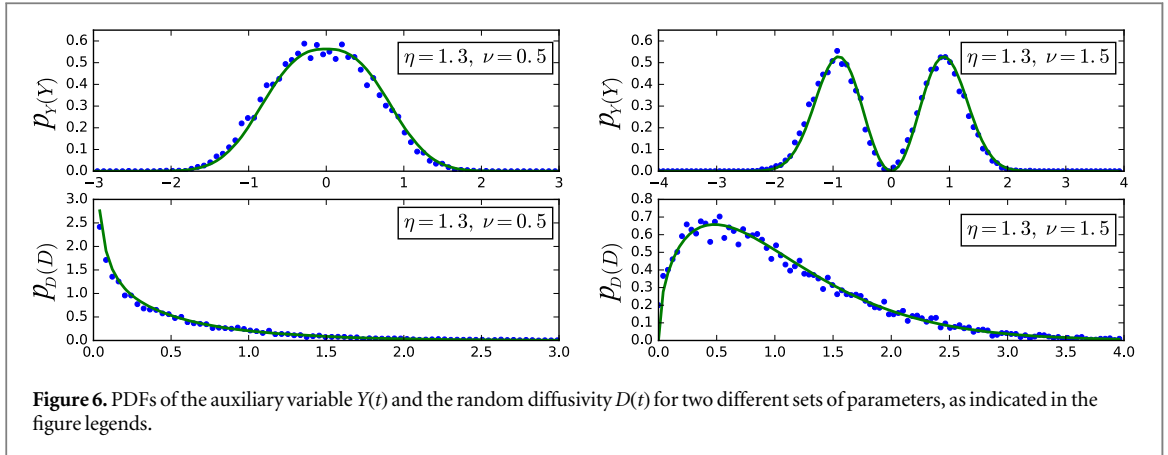 0.6
0.5
0.4
0.3
0.2
0.1
0.0
p_Y(Y)
η=1.3, ν=0.5
−3 −2 −1 0 1 2 3
0.6
0.5
0.4
0.3
0.2
0.1
0.0
p_Y(Y)
η=1.3, ν=1.5
−4 −3 −2 −1 0 1 2 3 4
3.0
2.5
2.0
1.5
1.0
0.5
0.0
p_D(D)
η=1.3, ν=0.5
0.0 0.5 1.0 1.5 2.0 2.5 3.0
0.8
0.7
0.6
0.5
0.4
0.3
0.2
0.1
0.0
p_D(D)
η=1.3, ν=1.5
0.0 0.5 1.0 1.5 2.0 2.5 3.0 3.5 4.0
Figure 6. PDFs of the auxiliary variable Y(t) and the random diffusivity D(t) for two different sets of parameters, as indicated in the
figure legends.